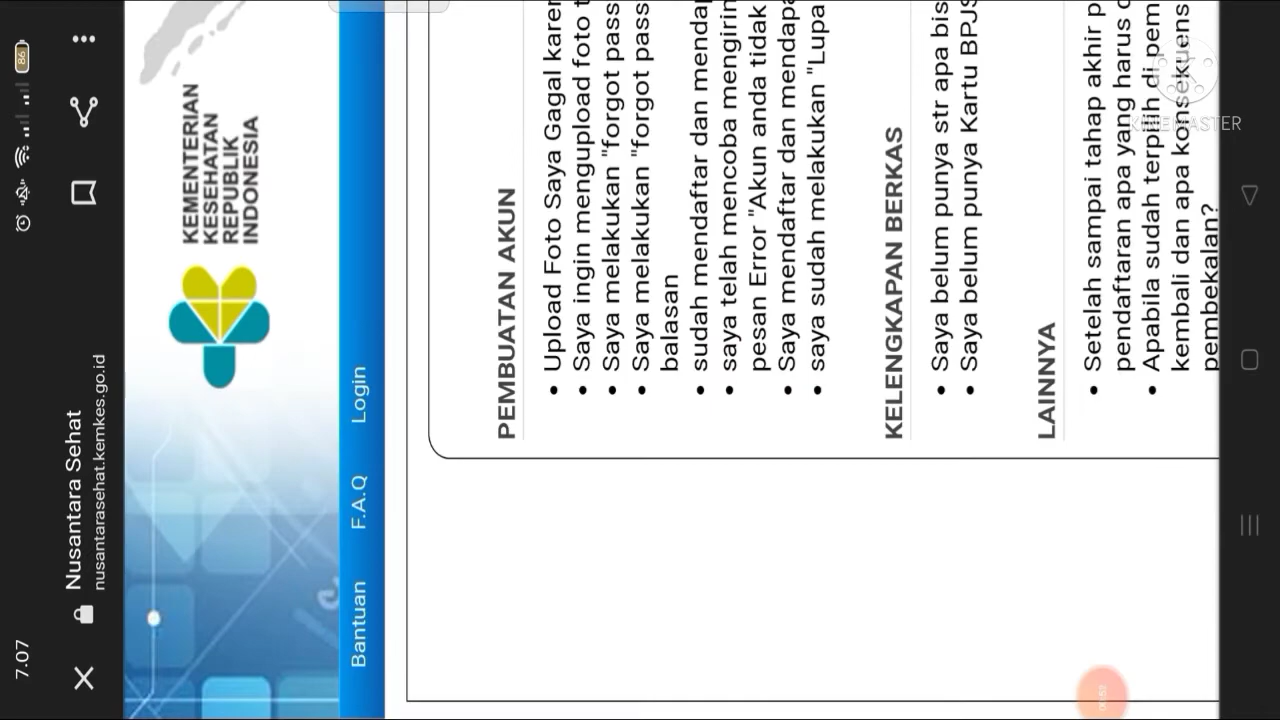 7.07
86
Nusantara Sehat
nusantarasehat.kemkes.go.id
KEMENTERIAN
KESEHATAN
REPUBLIK
INDONESIA
Bantuan F.A.Q Login
PEMBUATAN AKUN
• Upload Foto Saya Gagal karen
• Saya ingin mengupload foto t
• Saya melakukan "forgot pass
• Saya melakukan "forgot pass
balasan
• sudah mendaftar dan mendap
• saya telah mencoba mengirin
pesan Error "Akun anda tidak
• Saya mendaftar dan mendapa
• saya sudah melakukan "Lupa
KELENGKAPAN BERKAS
• Saya belum punya str apa bis
• Saya belum punya Kartu BPJS
LAINNYA
• Setelah sampai tahap akhir p
pendaftaran apa yang harus
• Apabila sudah terpilih di pem
kembali dan apa konsekuens
pembekalan?
KINEMASTER
00:53